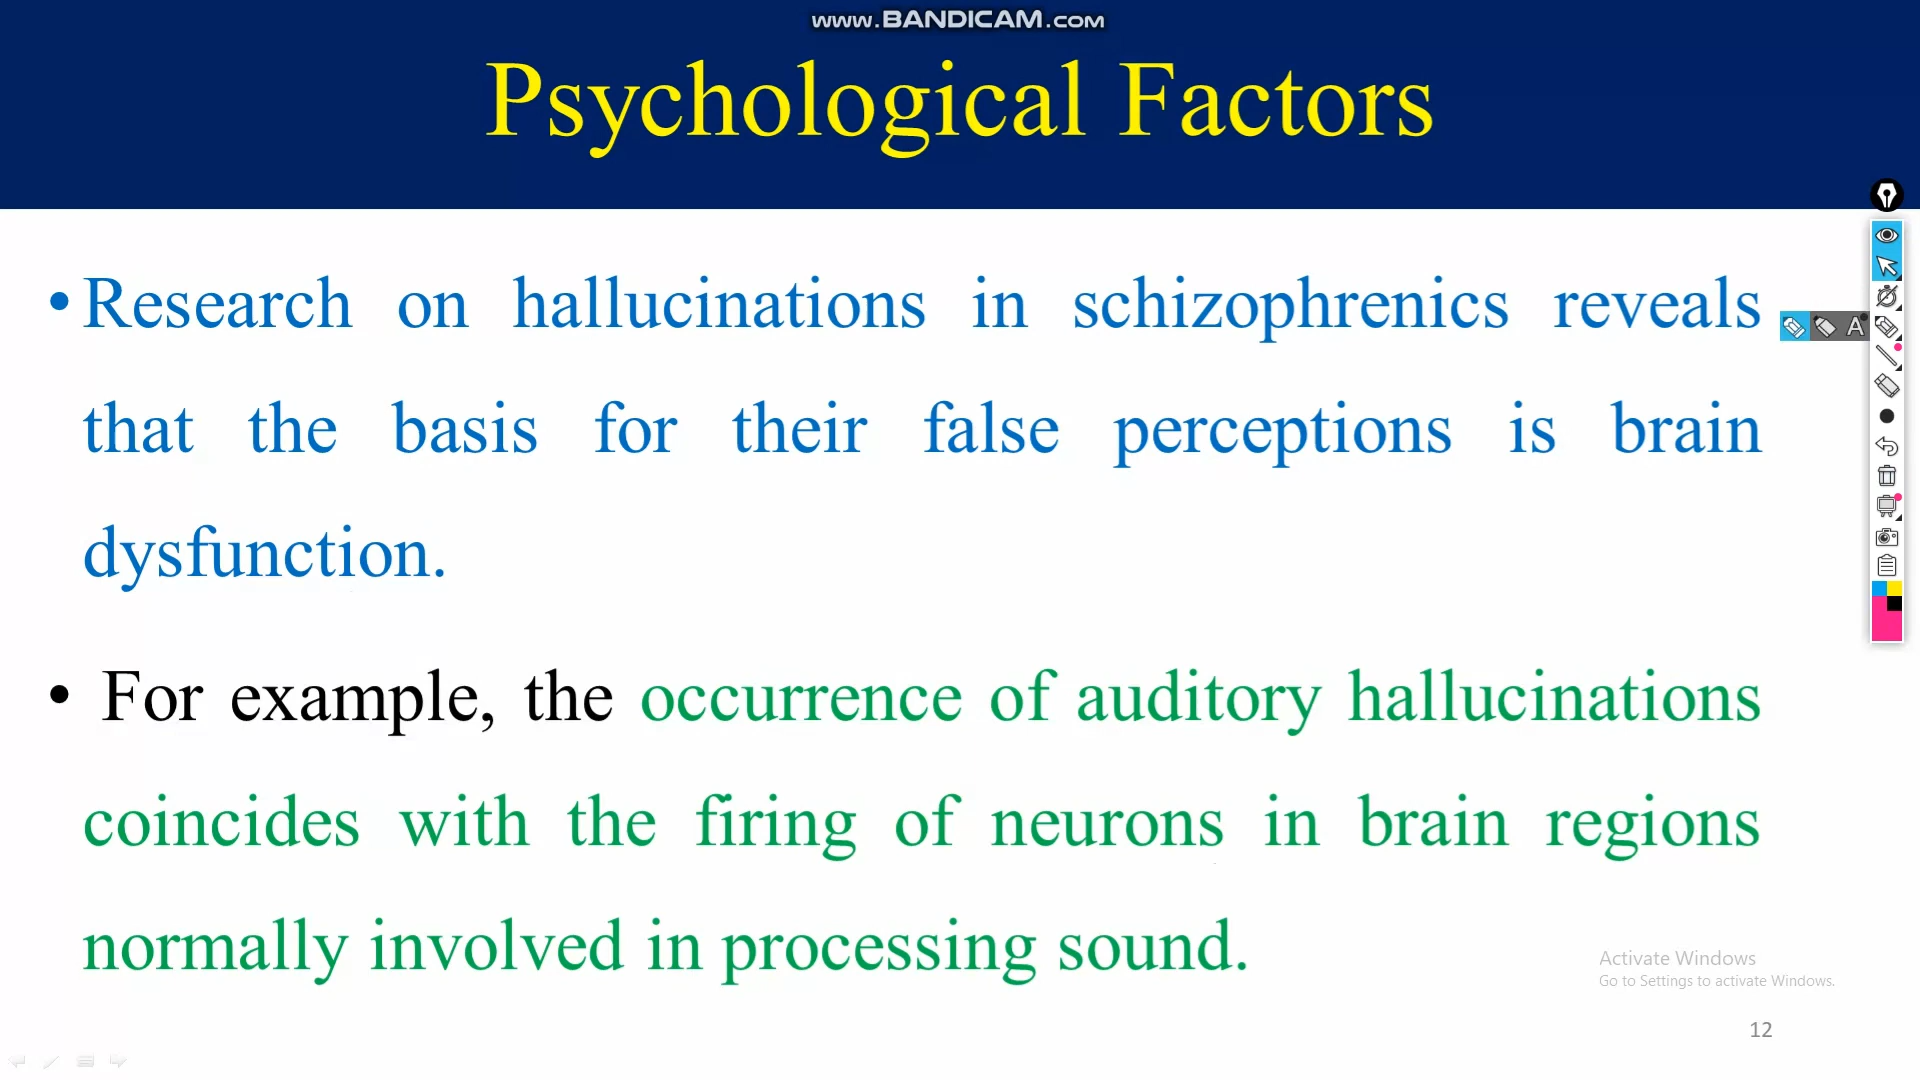 www.BANDICAM.com
Psychological Factors
• Research on hallucinations in schizophrenics reveals
that the basis for their false perceptions is brain
dysfunction.
• For example, the occurrence of auditory hallucinations
coincides with the firing of neurons in brain regions
normally involved in processing sound.
A
Activate Windows
Go to Settings to activate Windows.
12